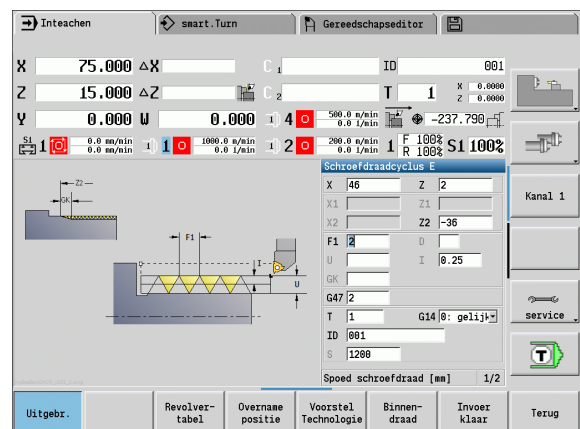 Inteachen smart.Turn Gereedschapseditor
X 75.000 △X C 1 ID 001
Z 15.000 △Z C 2 T 1 X 0.0000 Z 0.0000
Y 0.000 W 0.000 4 500.0 m/min 0.0 1/min -237.790
S1 1 0.0 mm/min 0.0 mm/min 1 1000.0 m/min 0.0 1/min 2 200.0 m/min 0.0 1/min 1 F 100% R 100% S1 100%
Schroefdraadcyclus E
X 46 Z 2
X1 Z1
X2 Z2 -36
F1 2 D
U I 0.25
GK
G47 2
T 1 G14 0: gelijk
ID 001
S 1200
Spoed schroefdraad [mm] 1/2
Z2
GK
F1
I
U
Kanal 1
service
T
Uitgebr.
Revolver-
tabel
Overname
positie
Voorstel
Technologie
Binnen-
draad
Invoer
klaar
Terug